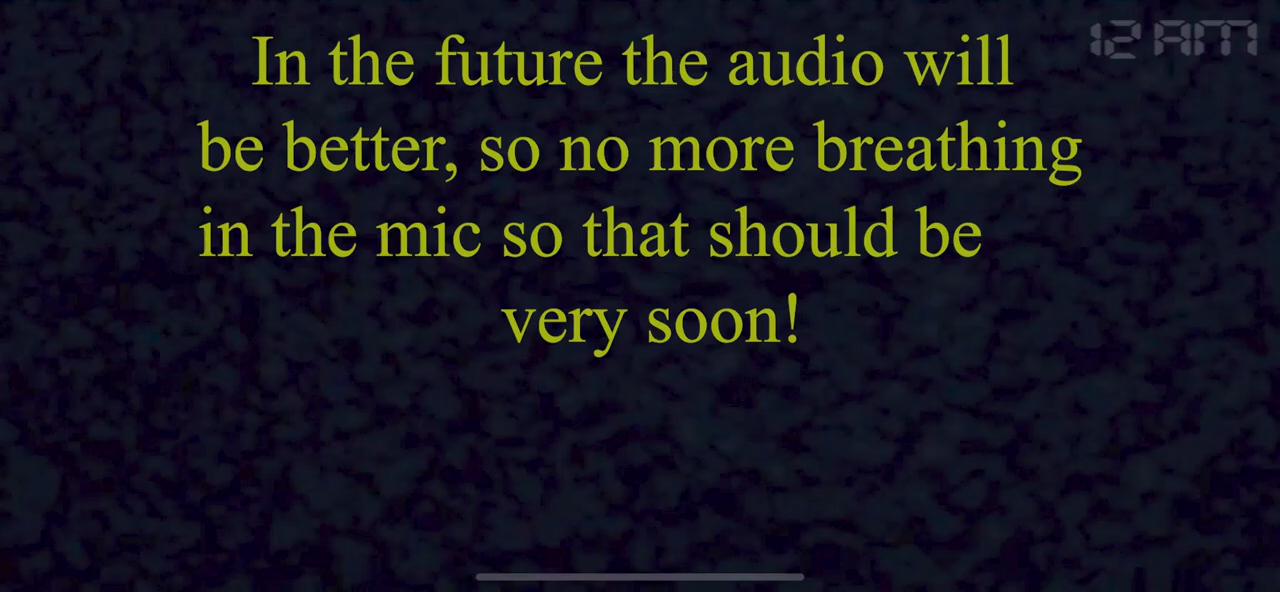 12 AM
In the future the audio will
be better, so no more breathing
in the mic so that should be
very soon!